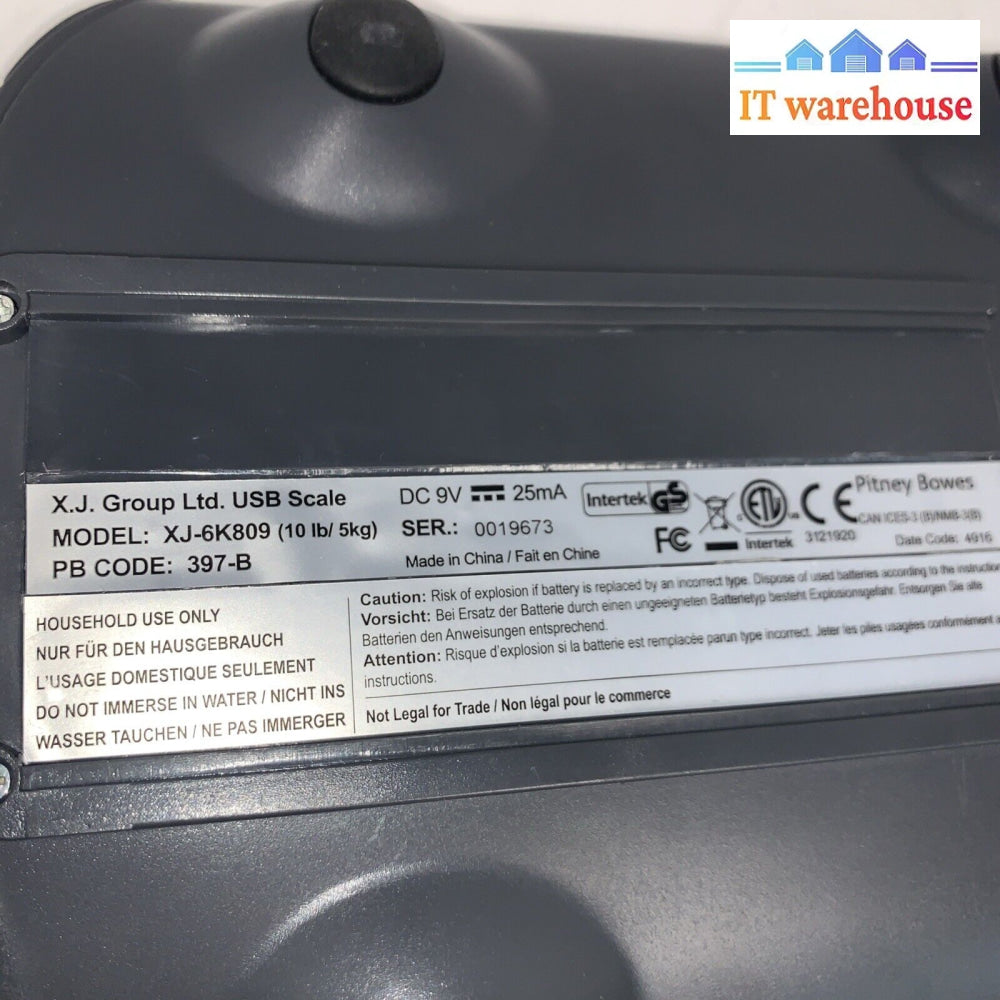 IT warehouse
X.J. Group Ltd. USB Scale
MODEL: XJ-6K809 (10 lb/ 5kg)
PB CODE: 397-B
DC 9V 25mA
SER.: 0019673
Made in China / Fait en Chine
Intertek GS
FC
ETL
Intertek
3121920
CE
Pitney Bowes
CAN ICES-3 (B)/NMB-3(B)
Date Code: 4916
HOUSEHOLD USE ONLY
NUR FÜR DEN HAUSGEBRAUCH
L'USAGE DOMESTIQUE SEULEMENT
DO NOT IMMERSE IN WATER / NICHT INS
WASSER TAUCHEN / NE PAS IMMERGER
Caution: Risk of explosion if battery is replaced by an incorrect type. Dispose of used batteries according to the instruction
Vorsicht: Bei Ersatz der Batterie durch einen ungeeigneten Batterietyp besteht Explosionsgefahr. Entsorgen Sie alte
Batterien den Anweisungen entsprechend.
Attention: Risque d'explosion si la batterie est remplacée parun type incorrect. Jeter les piles usagées conformément a
instructions.
Not Legal for Trade / Non légal pour le commerce